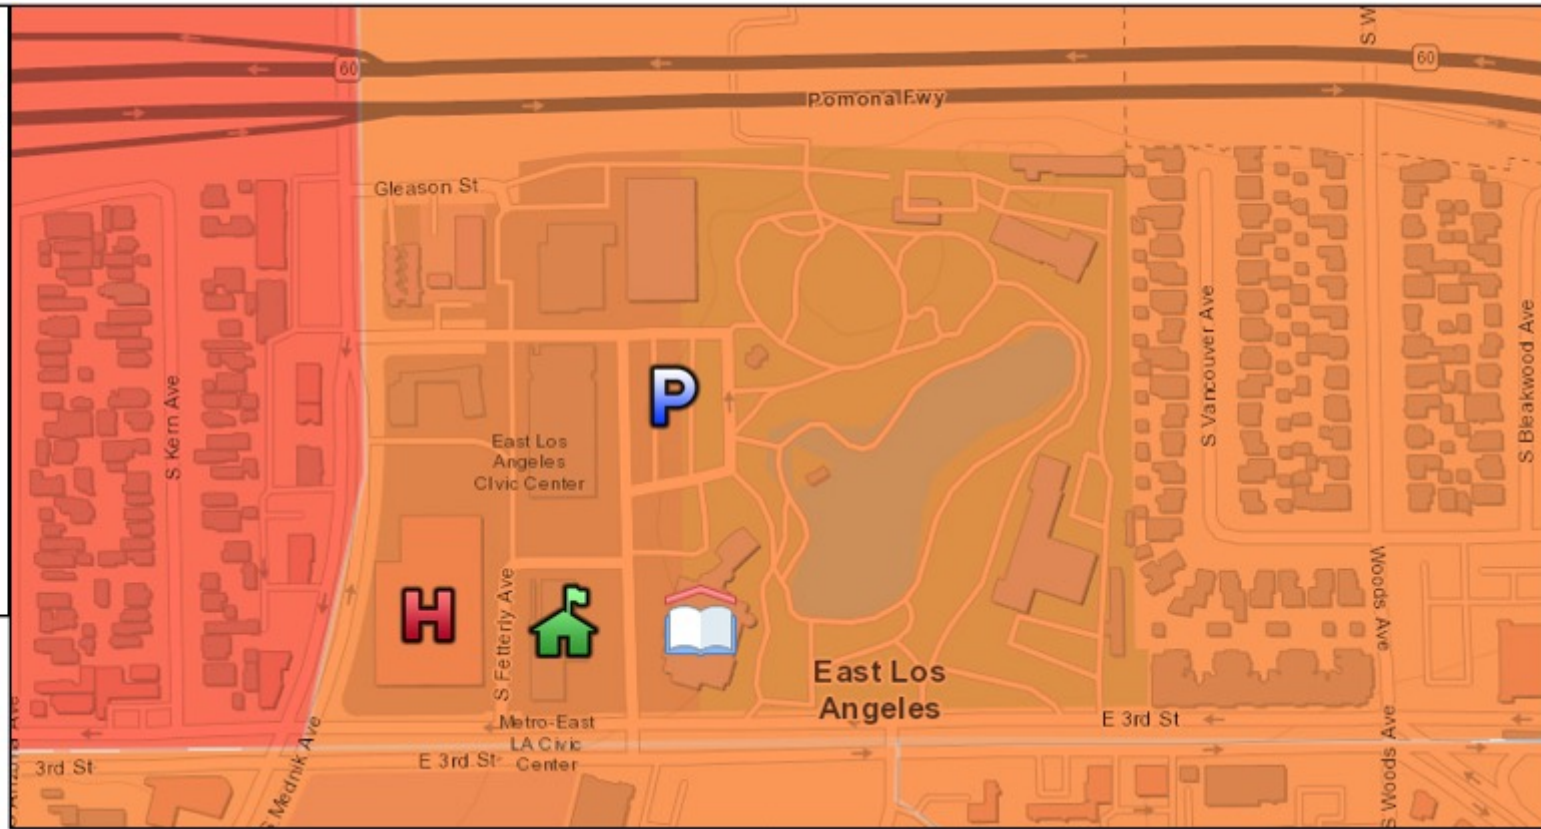 S W
60
60
Pomona Fwy
Gleason St
S Kern Ave
S Vancouver Ave
S Bleakwood Ave
P
East Los
Angeles
Civic Center
H
S Fetterly Ave
Woods Ave
East Los
Angeles
E 3rd St
Metro-East
LA Civic
Center
E 3rd St
3rd St
S Mednik Ave
S Woods Ave